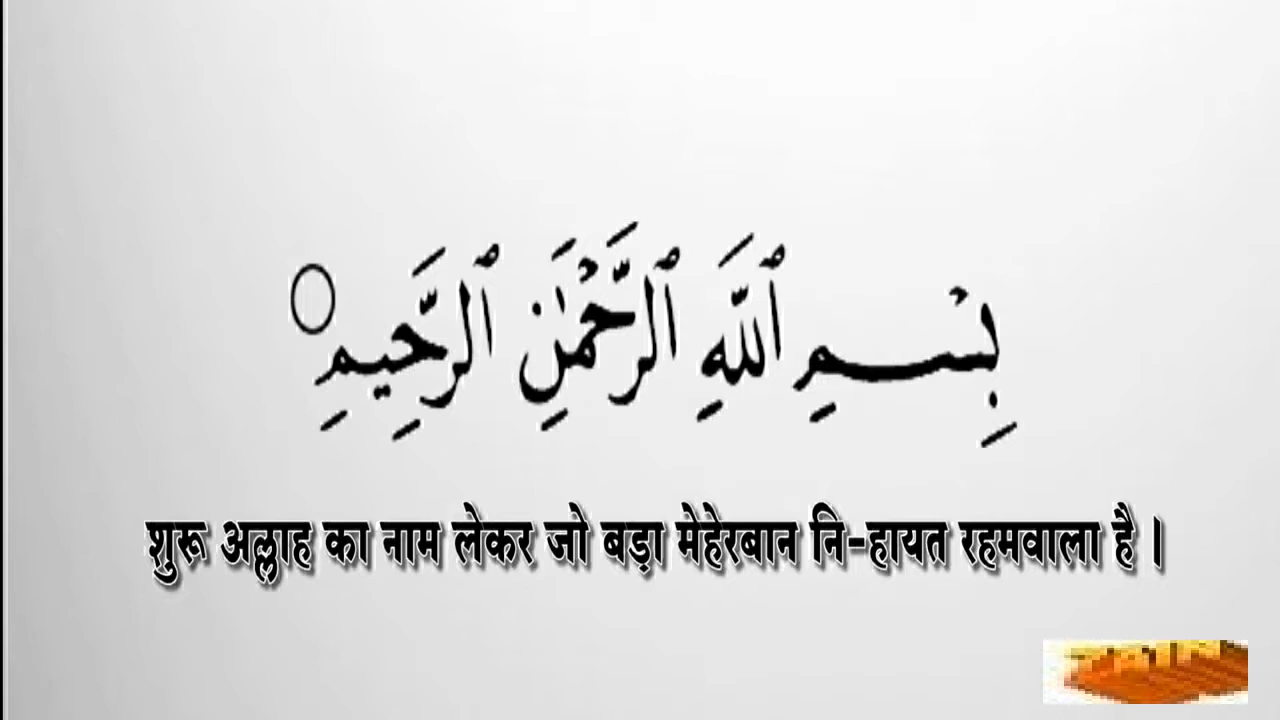 بِسْمِ ٱللَّهِ ٱلرَّحْمَٰنِ ٱلرَّحِيمِ
शुरू अल्लाह का नाम लेकर जो बड़ा मेहेरबान नि-हायत रहमवाला है ।